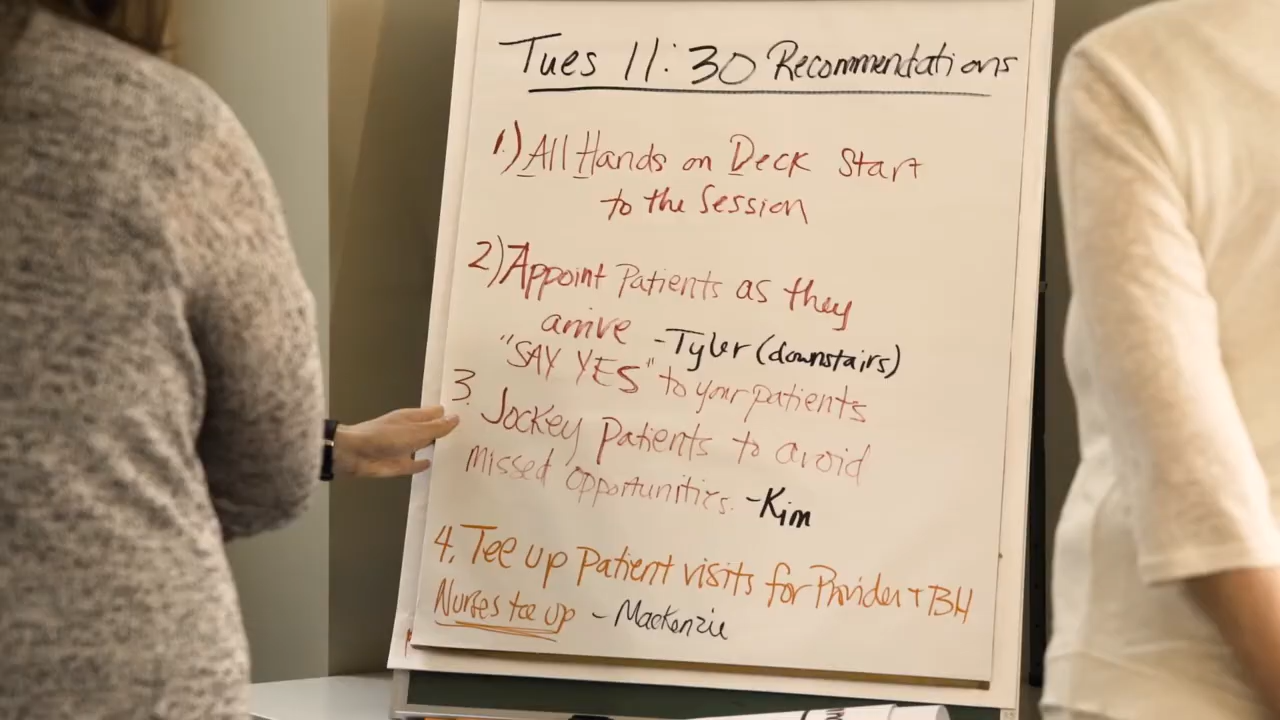 Tues 11:30 Recommendations
1.) All Hands on Deck Start
to the Session
2) Appoint Patients as they
arrive -Tyler (downstairs)
"SAY YES" to your patients
3. Jockey patients to avoid
missed opportunities. -Kim
4. Tee up Patient visits for Provider + BH
Nurses tee up - Mackenzie